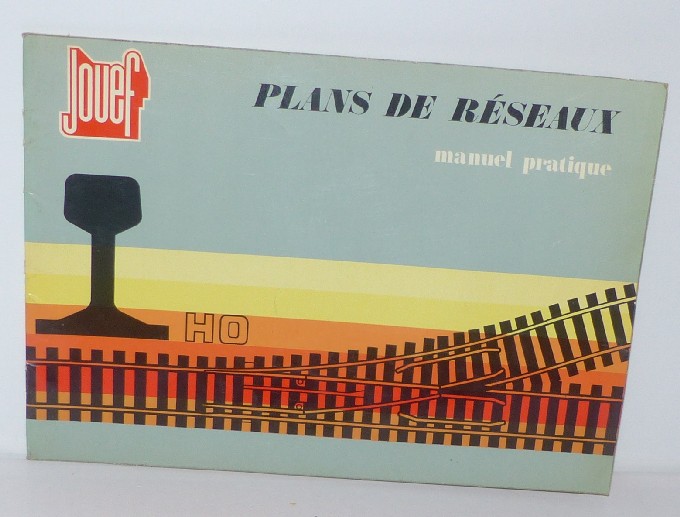 Jouef
PLANS DE RÉSEAUX
manuel pratique
HO